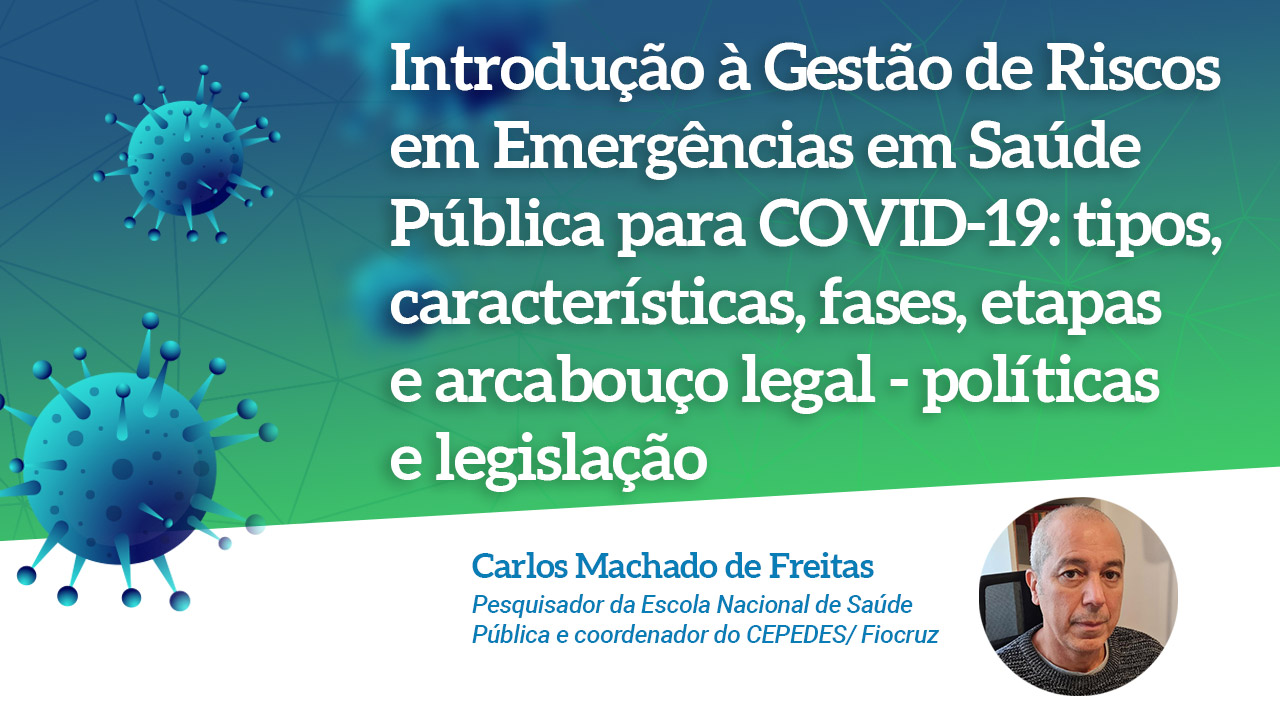 Introdução à Gestão de Riscos
em Emergências em Saúde
Pública para COVID-19: tipos,
características, fases, etapas
e arcabouço legal - políticas
e legislação
Carlos Machado de Freitas
Pesquisador da Escola Nacional de Saúde
Pública e coordenador do CEPEDES/ Fiocruz